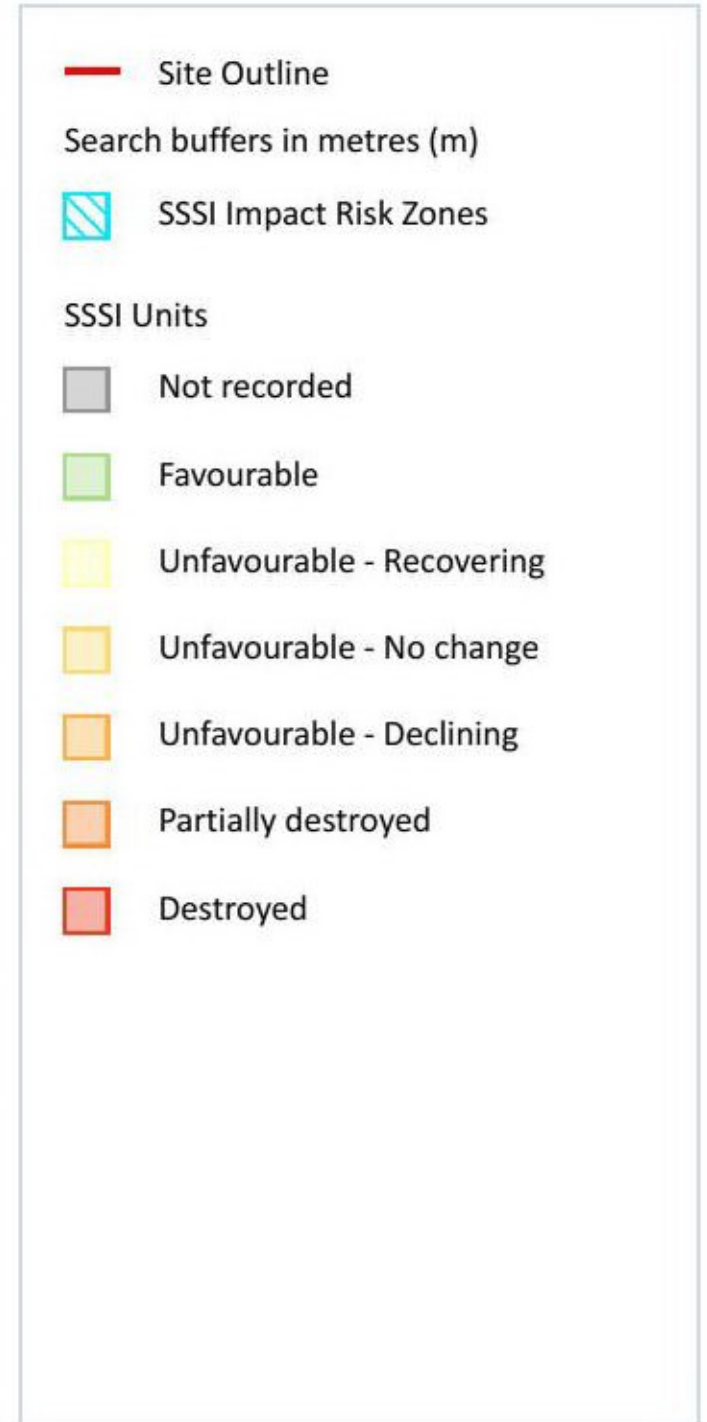 Site Outline
Search buffers in metres (m)
SSSI Impact Risk Zones
SSSI Units
Not recorded
Favourable
Unfavourable - Recovering
Unfavourable - No change
Unfavourable - Declining
Partially destroyed
Destroyed